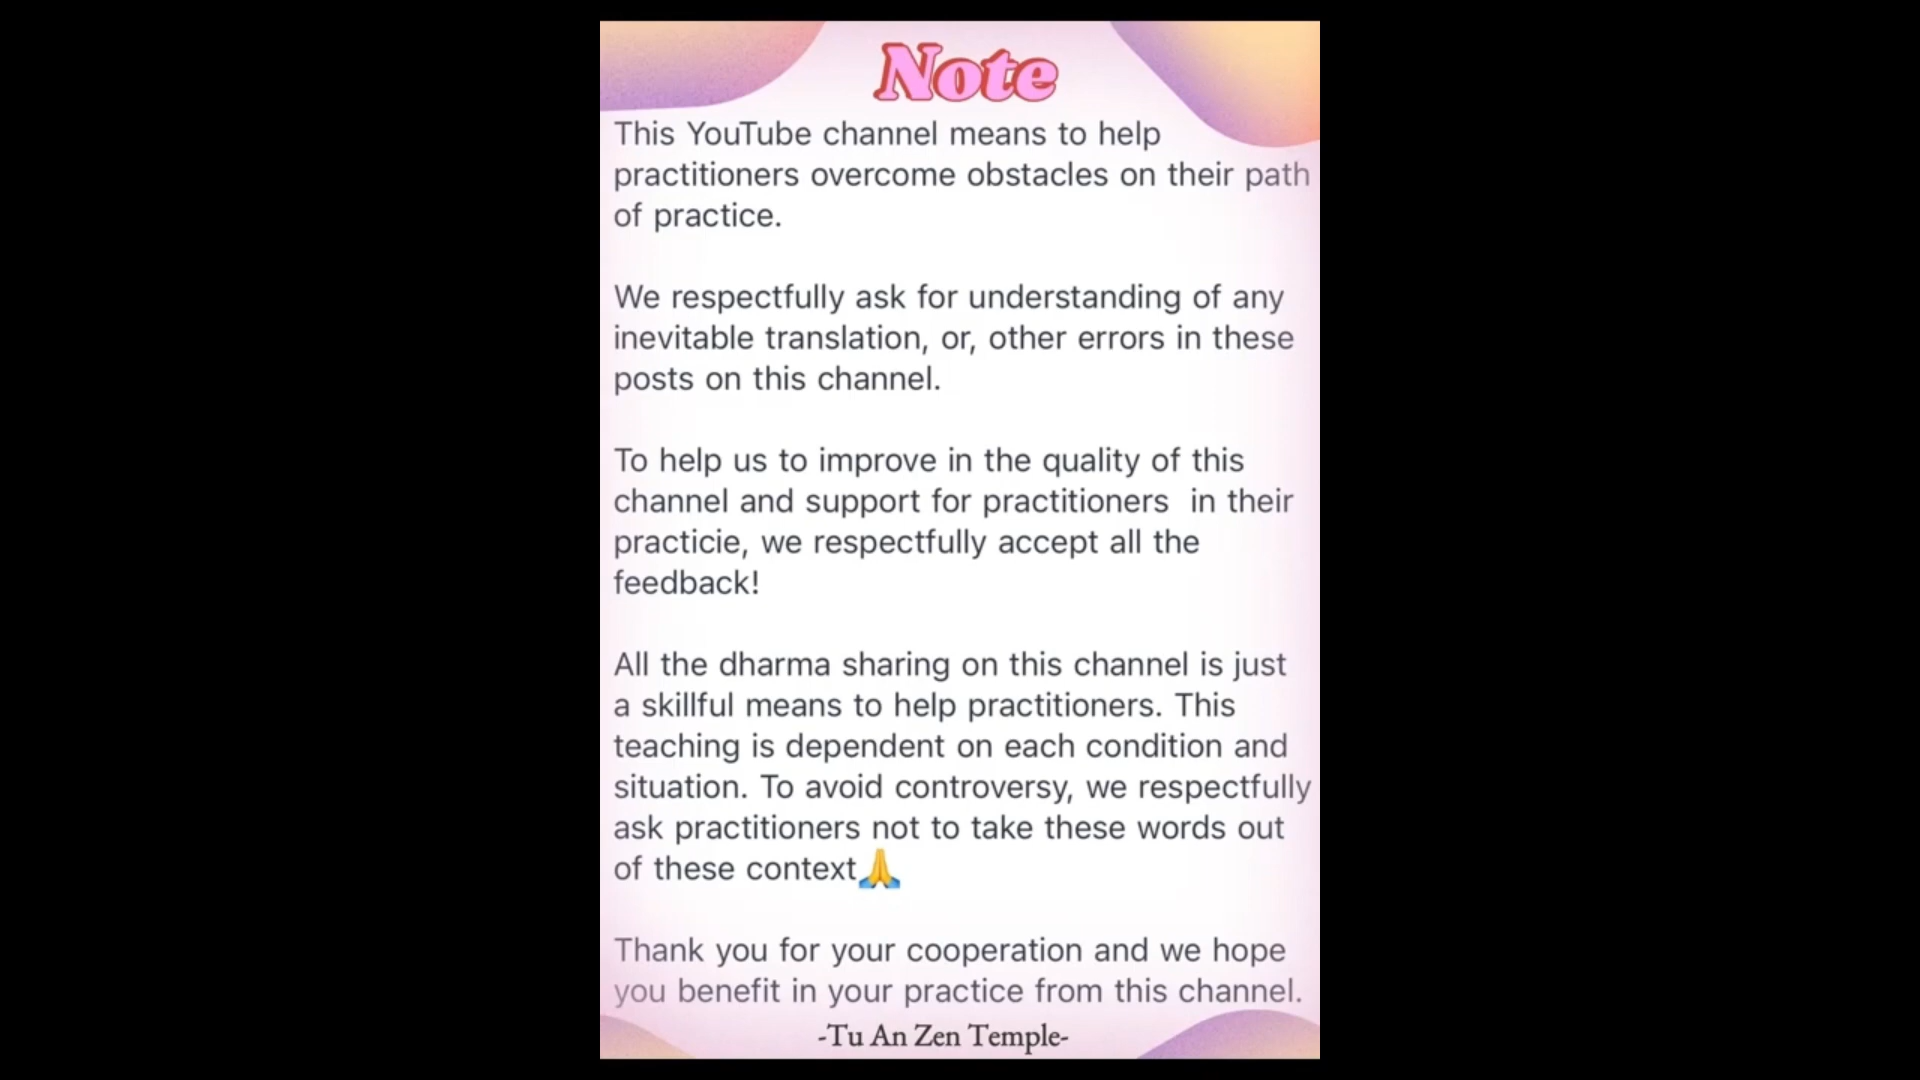 Note
This YouTube channel means to help
practitioners overcome obstacles on their path
of practice.
We respectfully ask for understanding of any
inevitable translation, or, other errors in these
posts on this channel.
To help us to improve in the quality of this
channel and support for practitioners  in their
practicie, we respectfully accept all the
feedback!
All the dharma sharing on this channel is just
a skillful means to help practitioners. This
teaching is dependent on each condition and
situation. To avoid controversy, we respectfully
ask practitioners not to take these words out
of these context🙏
Thank you for your cooperation and we hope
you benefit in your practice from this channel.
-Tu An Zen Temple-